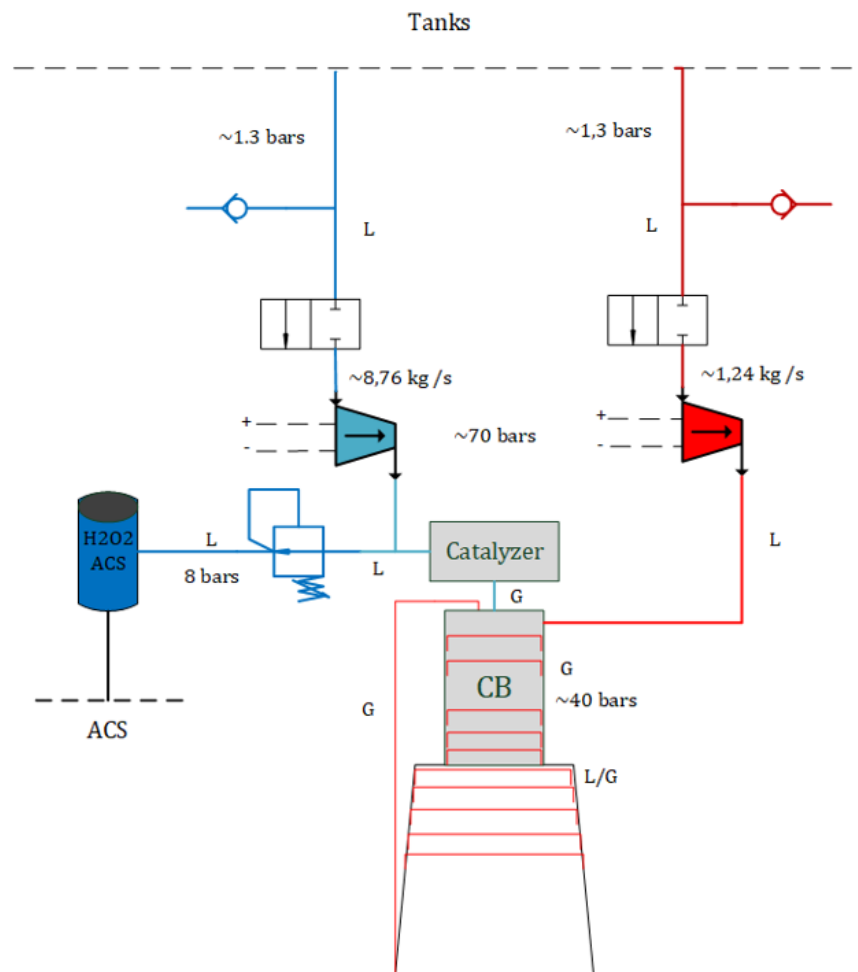 Tanks
~1.3 bars
~1,3 bars
L
L
~8,76 kg /s
~1,24 kg /s
+
-
~70 bars
+
-
H2O2
ACS
L
8 bars
L
Catalyzer
L
G
G
CB
G
~40 bars
ACS
L/G